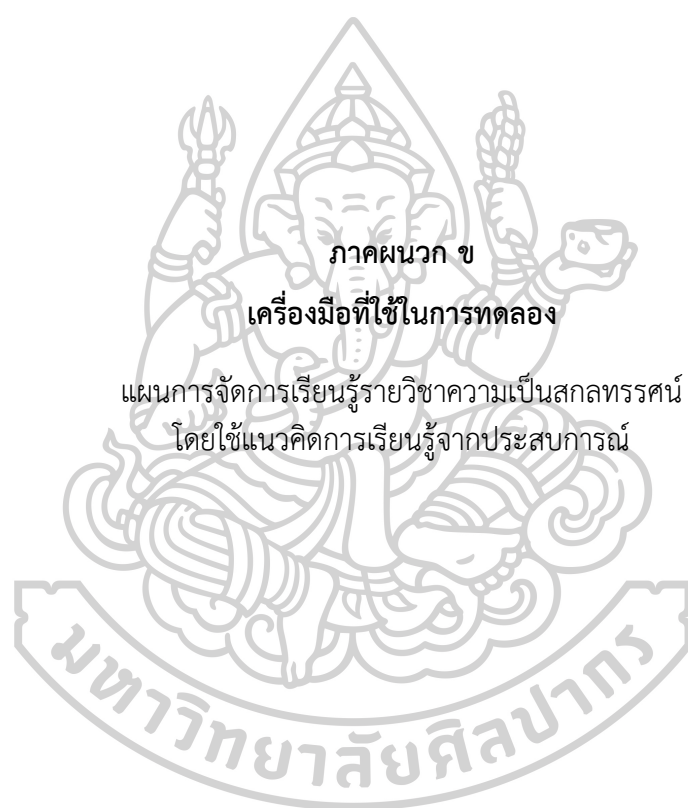 ภาคผนวก ข
เครื่องมือที่ใช้ในการทดลอง
แผนการจัดการเรียนรู้รายวิชาความเป็นสกลทรรศน์
โดยใช้แนวคิดการเรียนรู้จากประสบการณ์
มหาวิทยาลัยศิลปากร